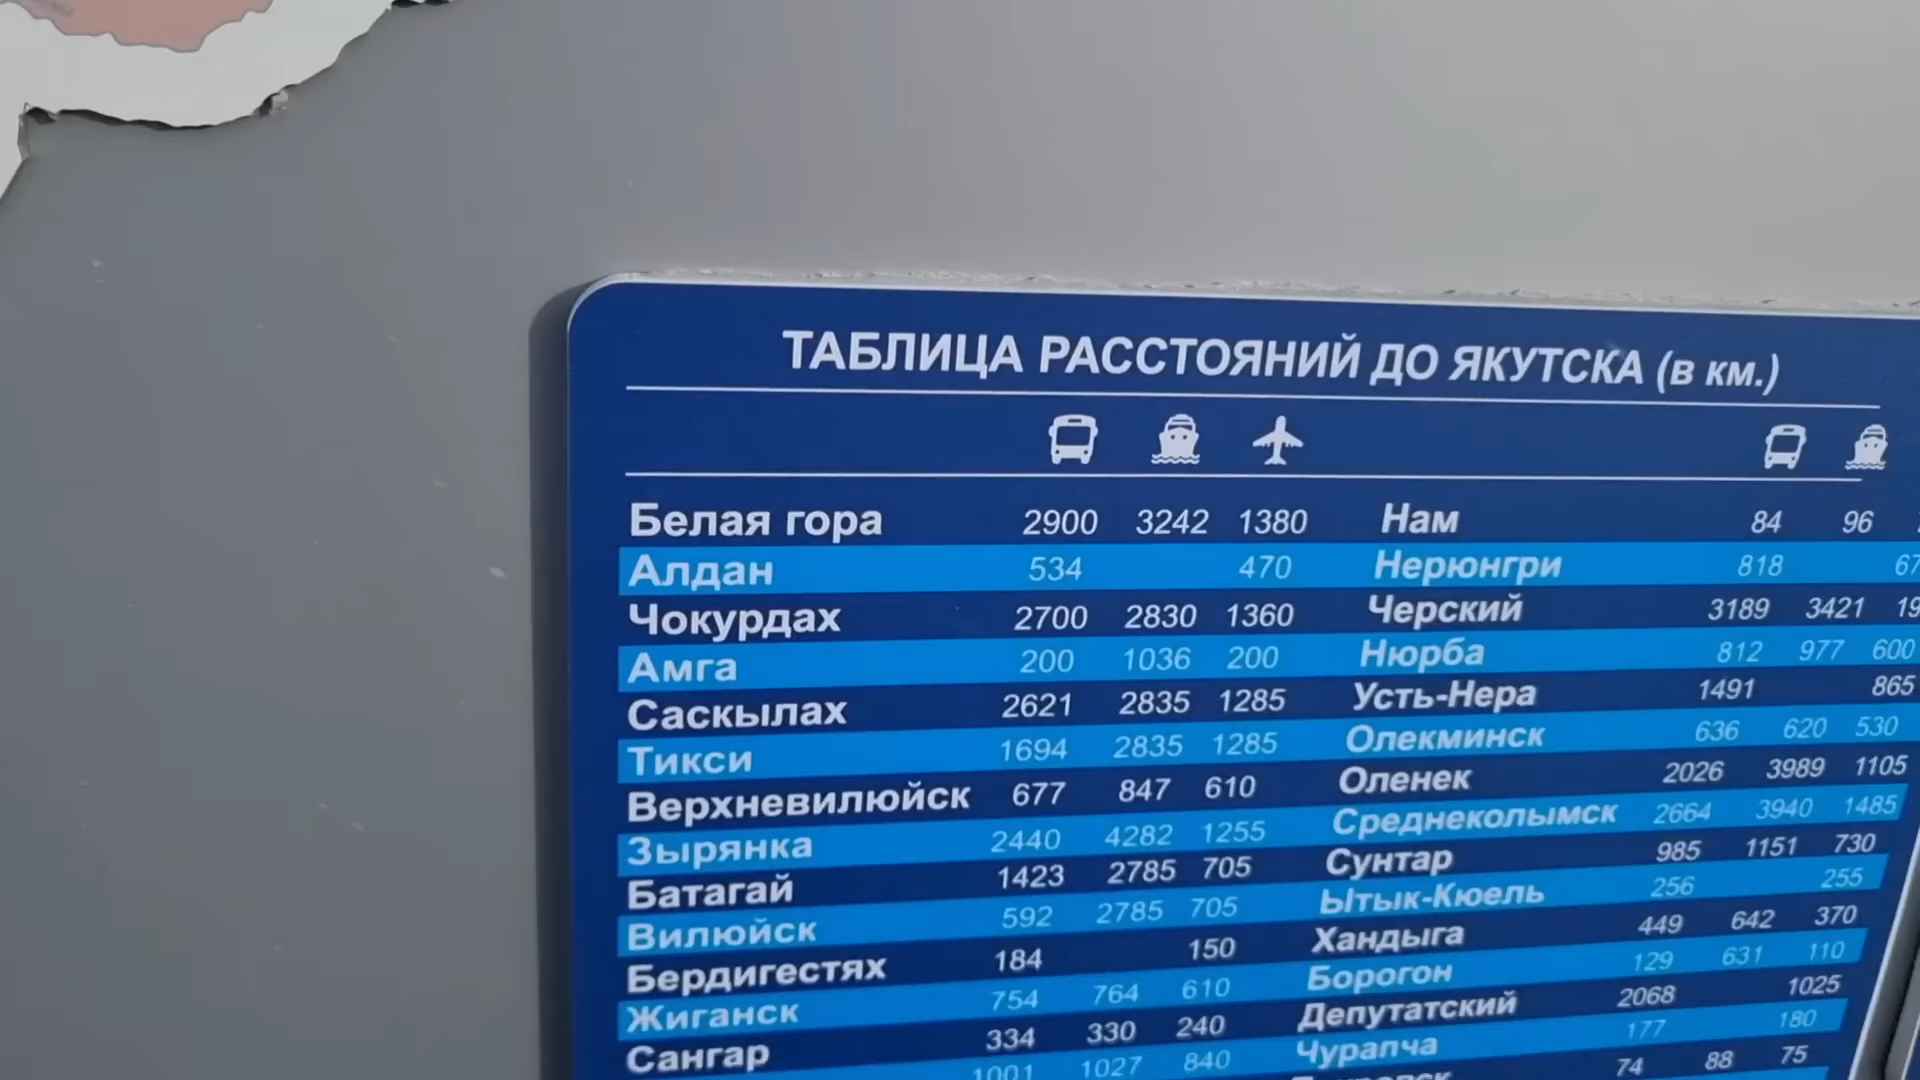 ТАБЛИЦА РАССТОЯНИЙ ДО ЯКУТСКА (в км.)
Белая гора 2900 3242 1380 Нам 84 96
Алдан 534 470 Нерюнгри 818
Чокурдах 2700 2830 1360 Черский 3189 3421
Амга 200 1036 200 Нюрба 812 977 600
Саскылах 2621 2835 1285 Усть-Нера 1491 865
Тикси 1694 2835 1285 Олекминск 636 620 530
Верхневилюйск 677 847 610 Оленек 2026 3989 1105
Зырянка 2440 4282 1255 Среднеколымск 2664 3940 1485
Батагай 1423 2785 705 Сунтар 985 1151 730
Вилюйск 592 2785 705 Ытык-Кюель 256 255
Бердигестях 184 150 Хандыга 449 642 370
Жиганск 754 764 610 Борогон 129 631 110
Сангар 334 330 240 Депутатский 2068 1025
1001 1027 840 Чурапча 177 180
74 88 75